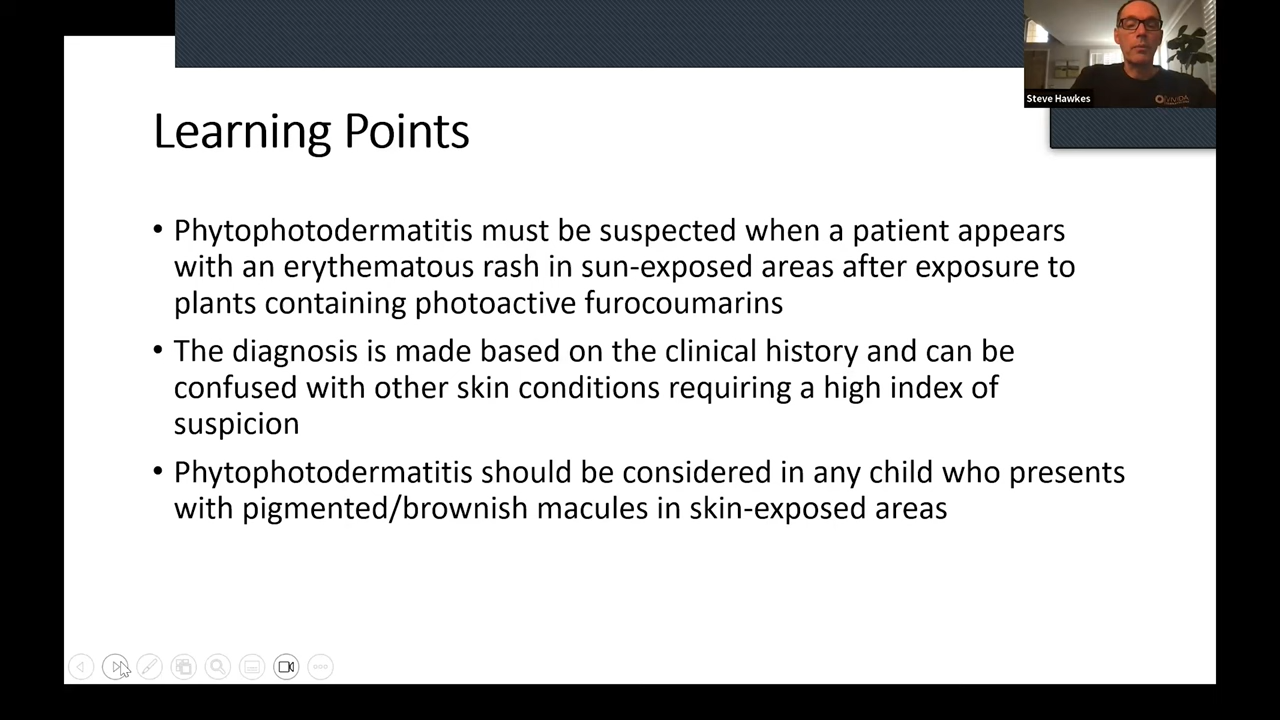 Steve Hawkes
Learning Points
• Phytophotodermatitis must be suspected when a patient appears
with an erythematous rash in sun-exposed areas after exposure to
plants containing photoactive furocoumarins
• The diagnosis is made based on the clinical history and can be
confused with other skin conditions requiring a high index of
suspicion
• Phytophotodermatitis should be considered in any child who presents
with pigmented/brownish macules in skin-exposed areas